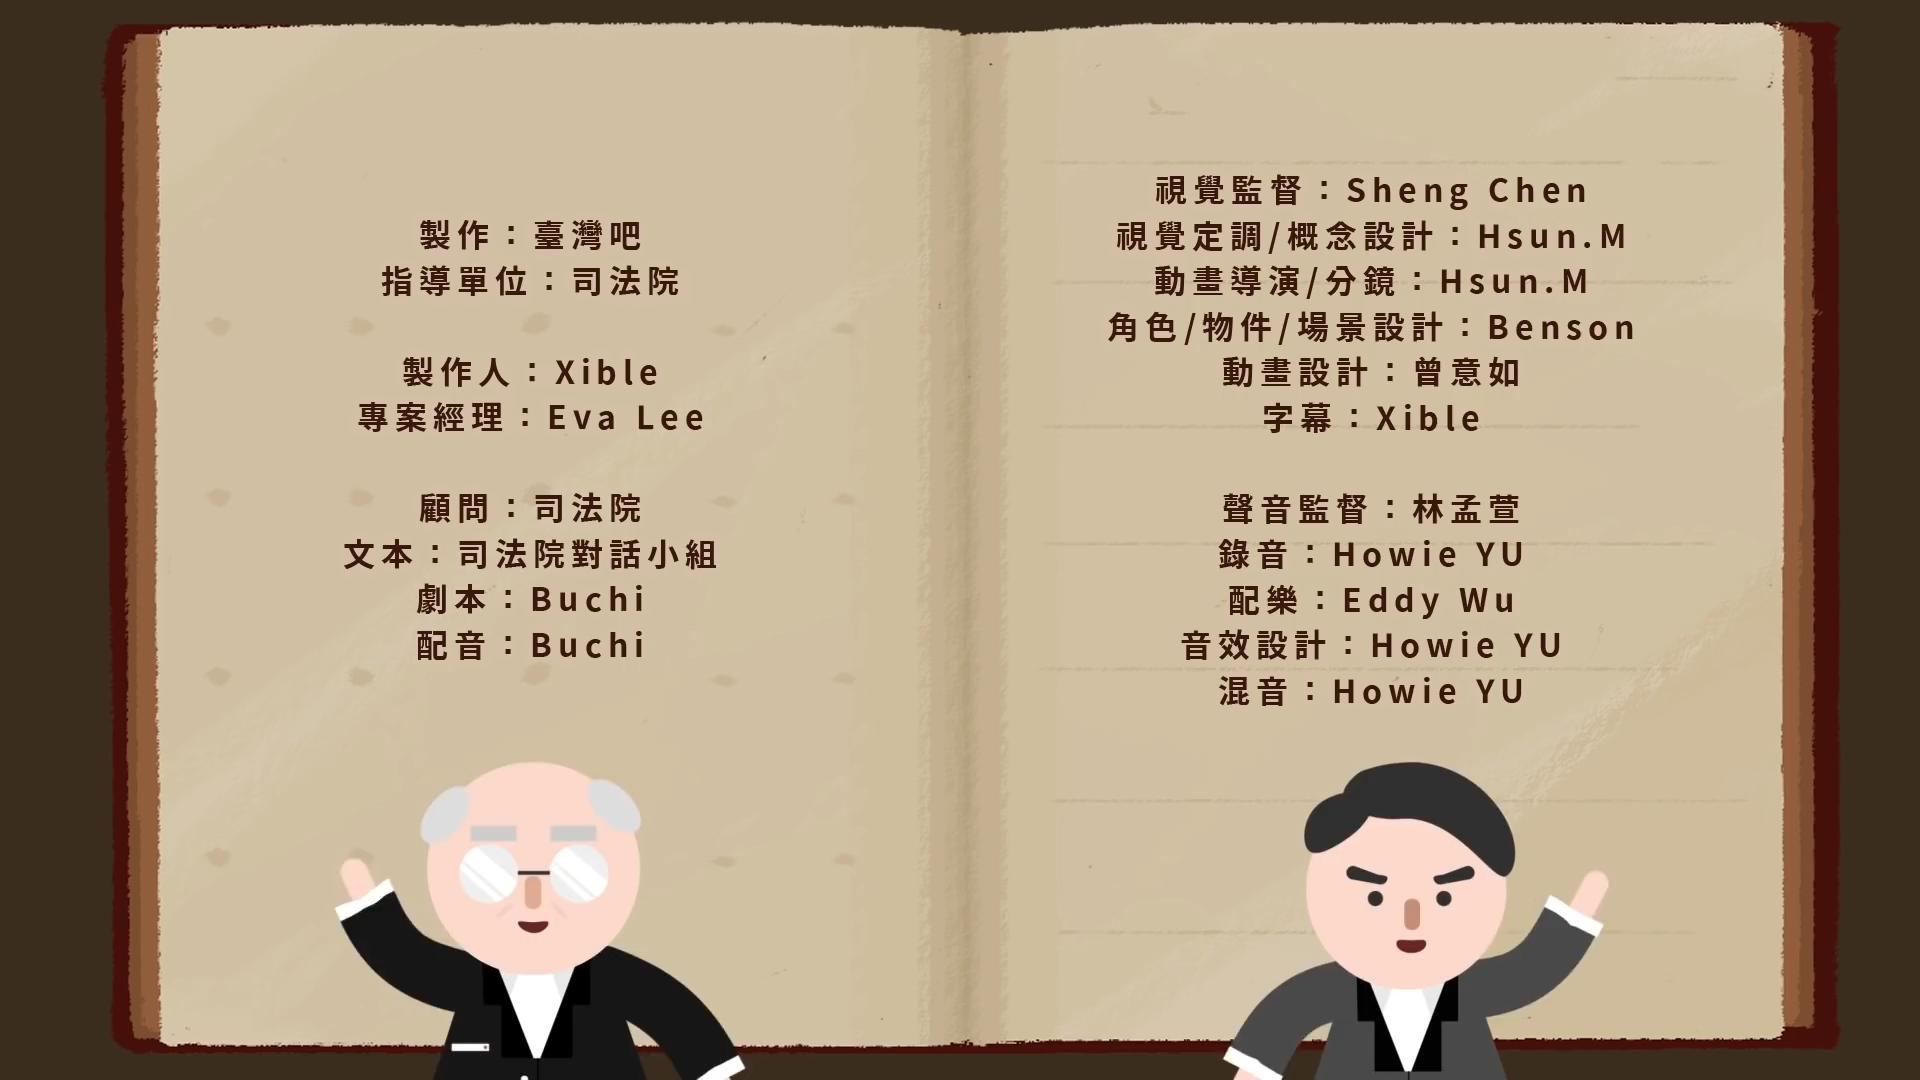 製作：臺灣吧
指導單位：司法院
製作人：Xible
專案經理：Eva Lee
顧問：司法院
文本：司法院對話小組
劇本：Buchi
配音：Buchi
視覺監督：Sheng Chen
視覺定調/概念設計：Hsun.M
動畫導演/分鏡：Hsun.M
角色/物件/場景設計：Benson
動畫設計：曾意如
字幕：Xible
聲音監督：林孟萱
錄音：Howie YU
配樂：Eddy Wu
音效設計：Howie YU
混音：Howie YU